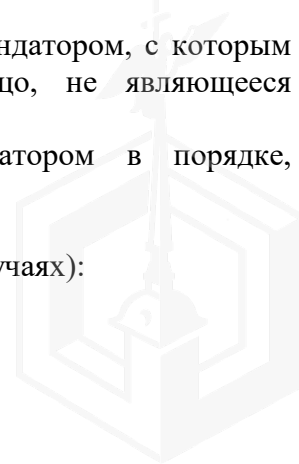 ндатором, с которым
цо, не являющееся
атором в порядке,
учаях):